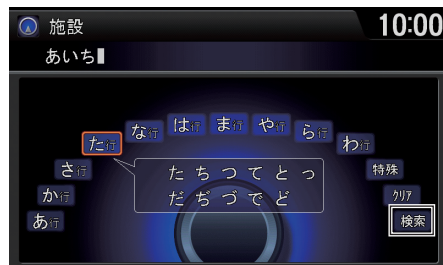 施設 10:00
あいち
あ行
か行
さ行
た行
な行
は行
ま行
や行
ら行
わ行
特殊
クリア
検索
たちつてとっ
だぢづでど